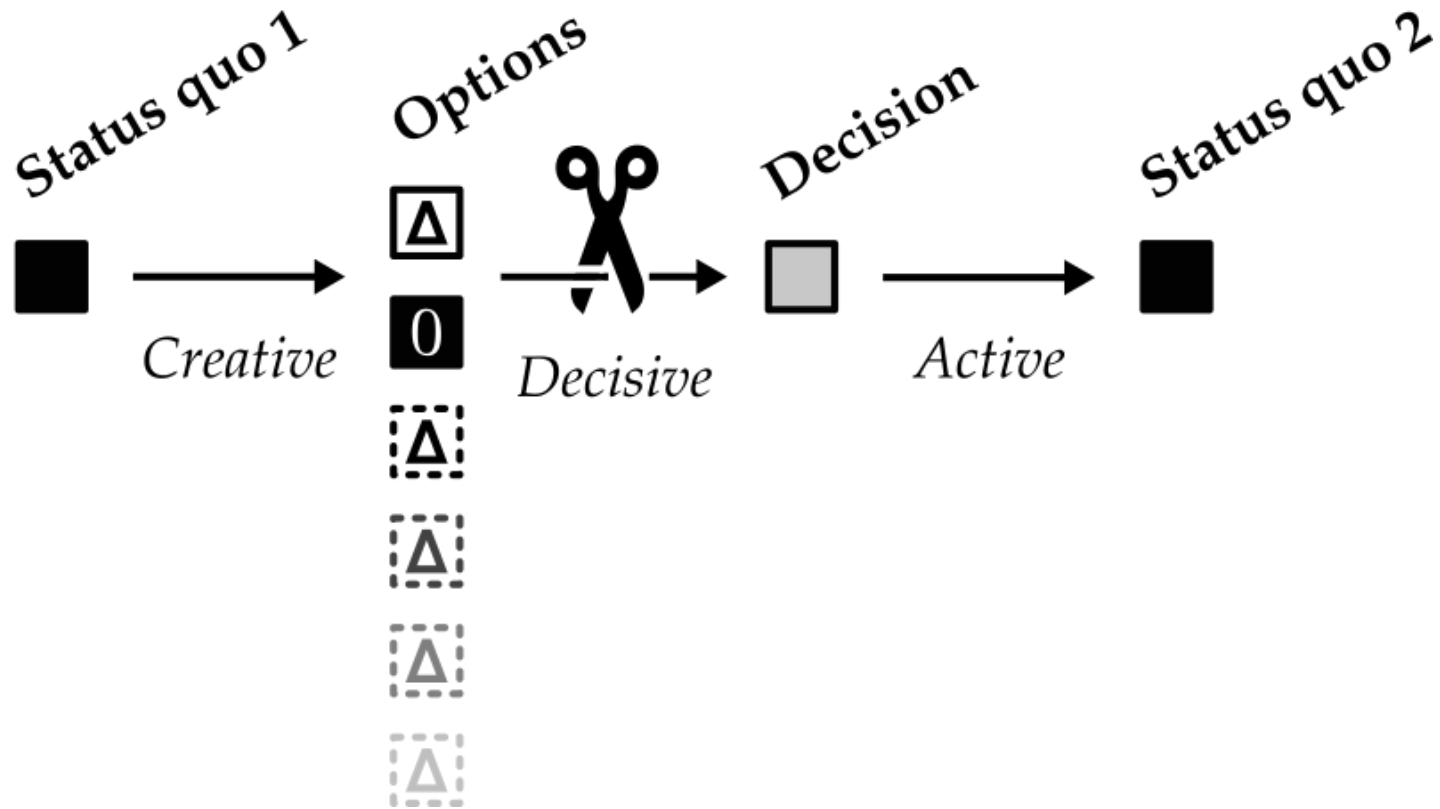 Status quo 1
Options
Decision
Status quo 2
Δ
0
Δ
Δ
Δ
Δ
Creative
Decisive
Active